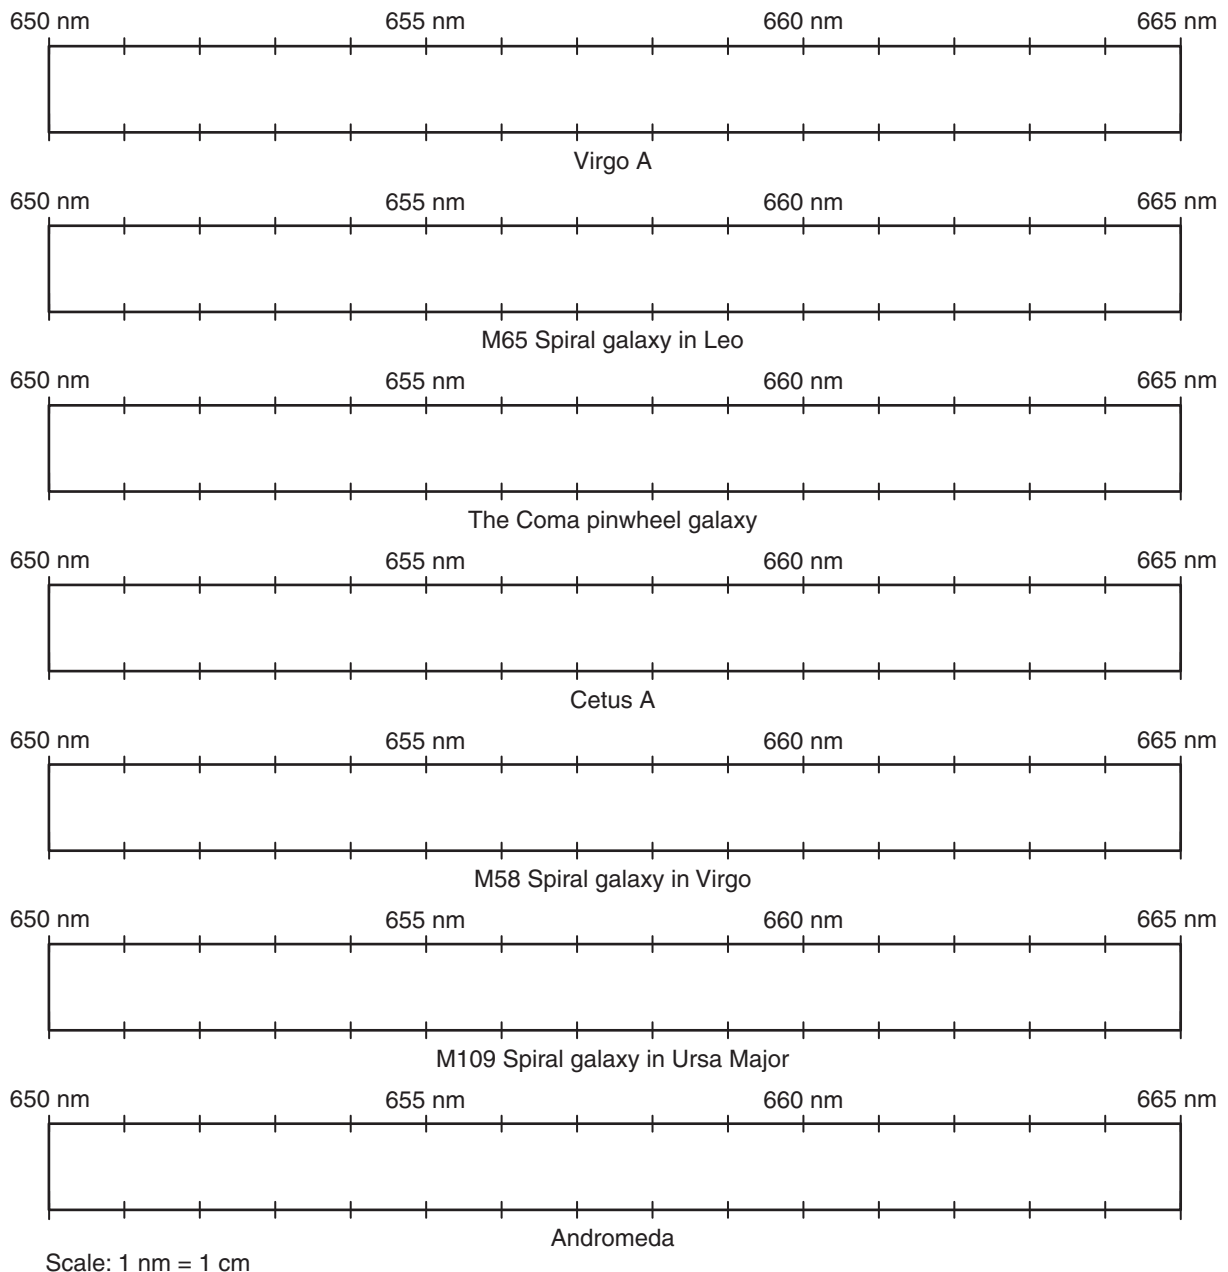 650 nm 655 nm 660 nm 665 nm
Virgo A
650 nm 655 nm 660 nm 665 nm
M65 Spiral galaxy in Leo
650 nm 655 nm 660 nm 665 nm
The Coma pinwheel galaxy
650 nm 655 nm 660 nm 665 nm
Cetus A
650 nm 655 nm 660 nm 665 nm
M58 Spiral galaxy in Virgo
650 nm 655 nm 660 nm 665 nm
M109 Spiral galaxy in Ursa Major
650 nm 655 nm 660 nm 665 nm
Andromeda
Scale: 1 nm = 1 cm